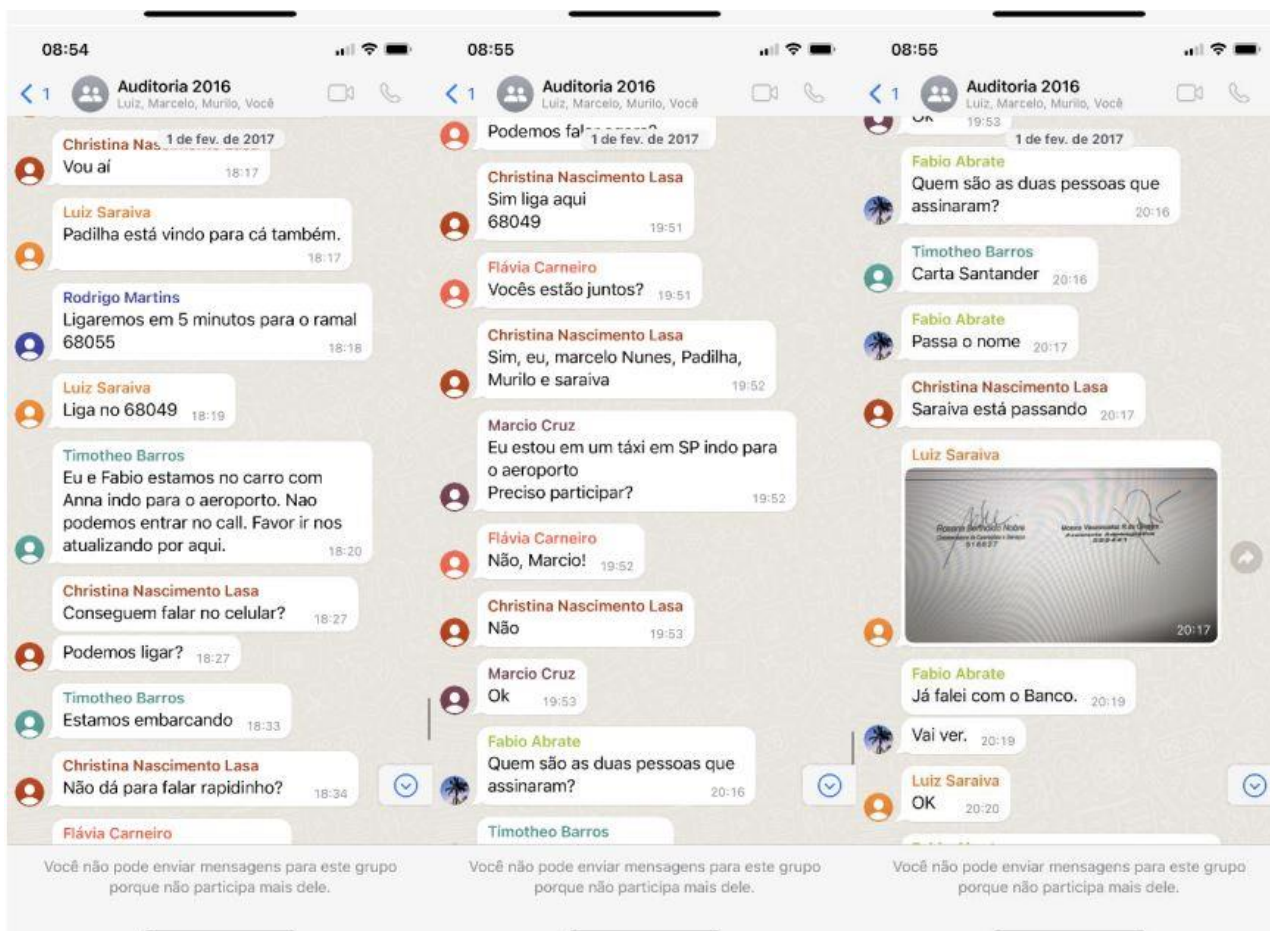 08:54
1
Auditoria 2016
Luiz, Marcelo, Murilo, Você
1 de fev. de 2017
Christina
Vou aí 18:17
Luiz Saraiva
Padilha está vindo para cá também.
18:17
Rodrigo Martins
Ligaremos em 5 minutos para o ramal
68055 18:18
Luiz Saraiva
Liga no 68049 18:19
Timotheo Barros
Eu e Fabio estamos no carro com
Anna indo para o aeroporto. Nao
podemos entrar no call. Favor ir nos
atualizando por aqui. 18:20
Christina Nascimento Lasa
Conseguem falar no celular? 18:27
Podemos ligar? 18:27
Timotheo Barros
Estamos embarcando 18:33
Christina Nascimento Lasa
Não dá para falar rapidinho? 18:34
Flávia Carneiro
Você não pode enviar mensagens para este grupo
porque não participa mais dele.
08:55
1
Auditoria 2016
Luiz, Marcelo, Murilo, Você
Podemos
1 de fev. de 2017
Christina Nascimento Lasa
Sim liga aqui
68049 19:51
Flávia Carneiro
Vocês estão juntos? 19:51
Christina Nascimento Lasa
Sim, eu, marcelo Nunes, Padilha,
Murilo e saraiva 19:52
Marcio Cruz
Eu estou em um táxi em SP indo para
o aeroporto
Preciso participar? 19:52
Flávia Carneiro
Não, Marcio! 19:52
Christina Nascimento Lasa
Não 19:53
Marcio Cruz
Ok 19:53
Fabio Abrate
Quem são as duas pessoas que
assinaram? 20:16
Timotheo Barros
Você não pode enviar mensagens para este grupo
porque não participa mais dele.
08:55
1
Auditoria 2016
Luiz, Marcelo, Murilo, Você
Ok 19:53
1 de fev. de 2017
Fabio Abrate
Quem são as duas pessoas que
assinaram? 20:16
Timotheo Barros
Carta Santander 20:16
Fabio Abrate
Passa o nome 20:17
Christina Nascimento Lasa
Saraiva está passando 20:17
Luiz Saraiva
20:17
Fabio Abrate
Já falei com o Banco. 20:19
Vai ver. 20:19
Luiz Saraiva
OK 20:20
Você não pode enviar mensagens para este grupo
porque não participa mais dele.